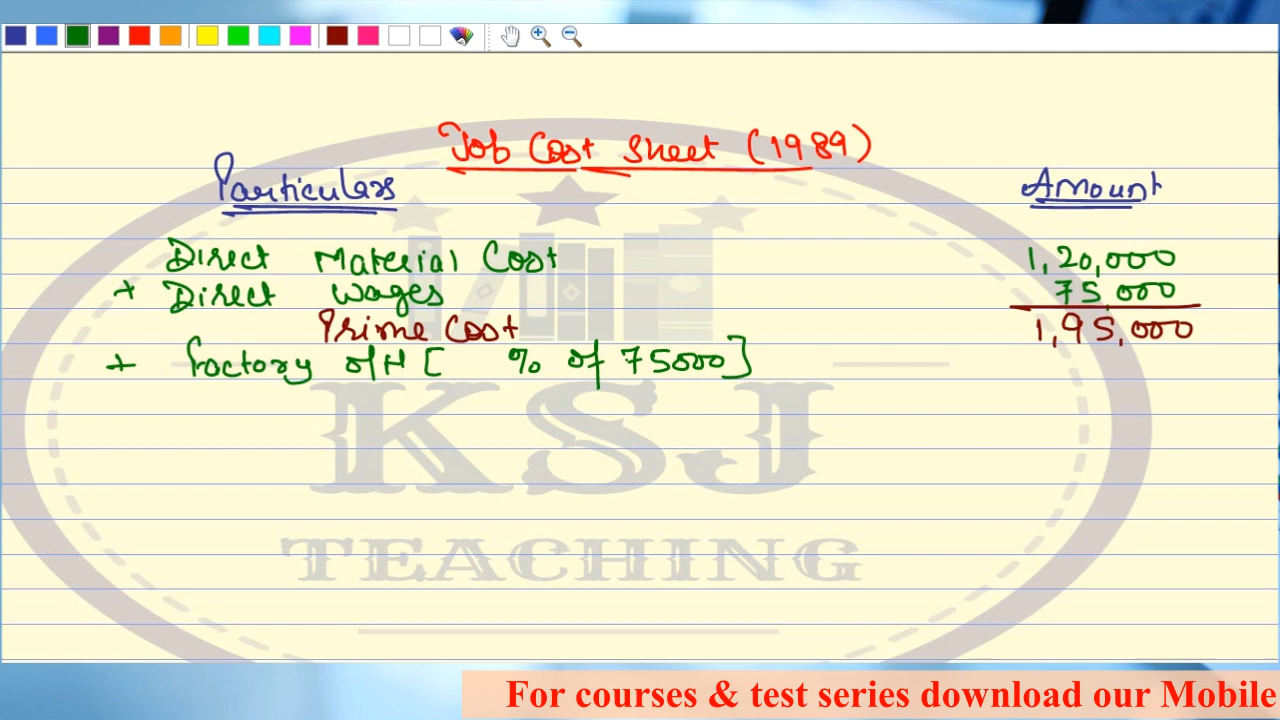 Job Cost Sheet (1989)
Particulars Amount
Direct Material Cost 1,20,000
+ Direct wages 75,000
Prime Cost 1,95,000
+ Factory o/H [ % of 75000]
KSJ
TEACHING
For courses & test series download our Mobile